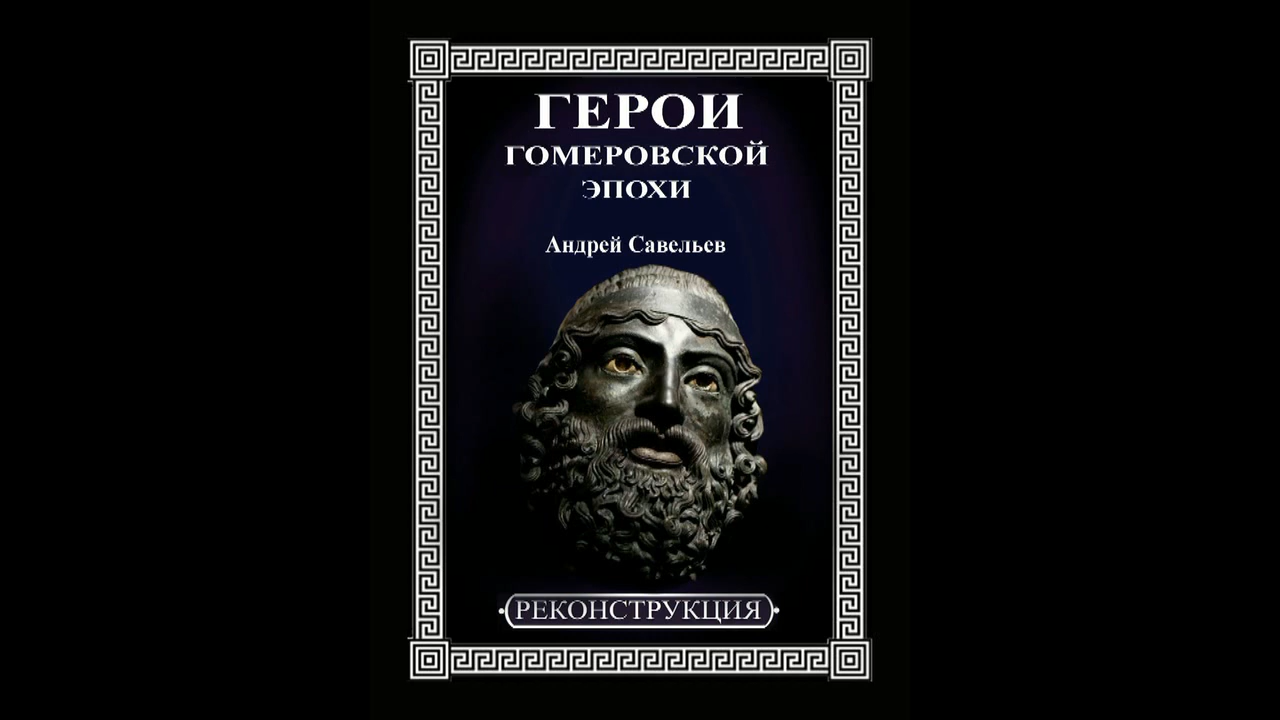 ГЕРОИ
ГОМЕРОВСКОЙ
ЭПОХИ
Андрей Савельев
РЕКОНСТРУКЦИЯ